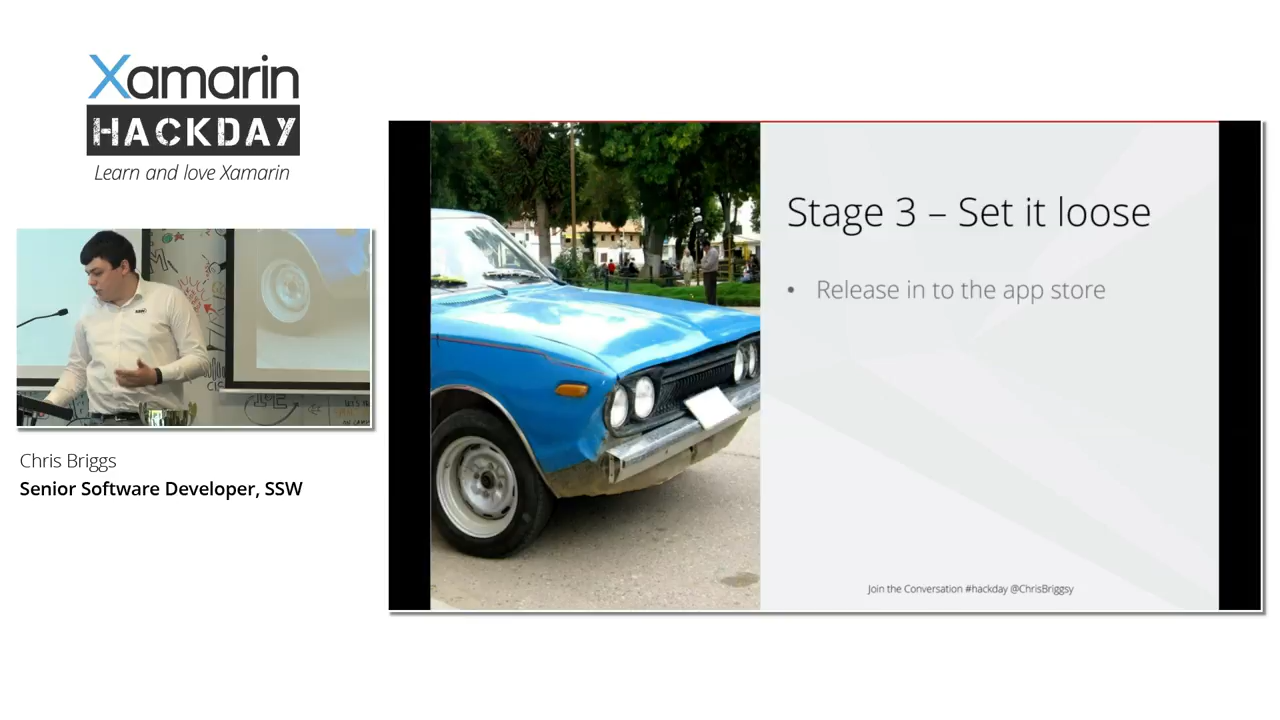 Xamarin
HACKDAY
Learn and love Xamarin
Chris Briggs
Senior Software Developer, SSW
Stage 3 – Set it loose
• Release in to the app store
Join the Conversation #hackday @ChrisBriggsy